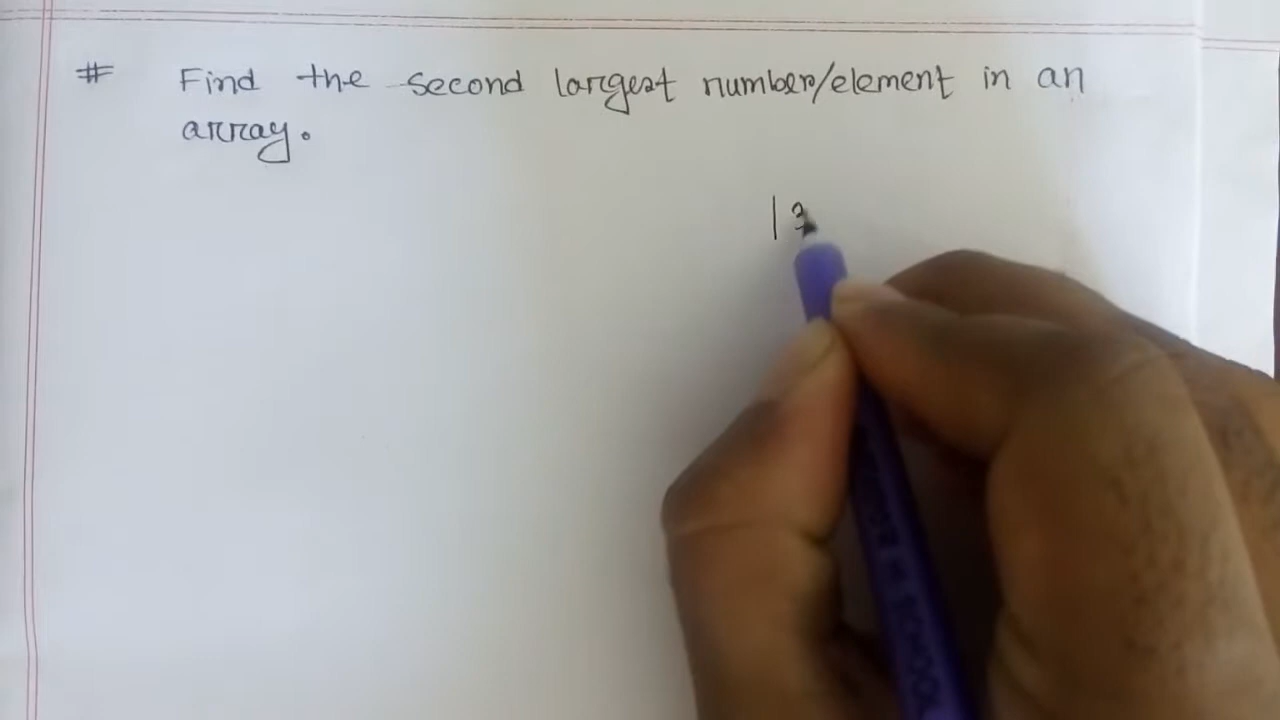 # Find the second largest number/element in an
array.